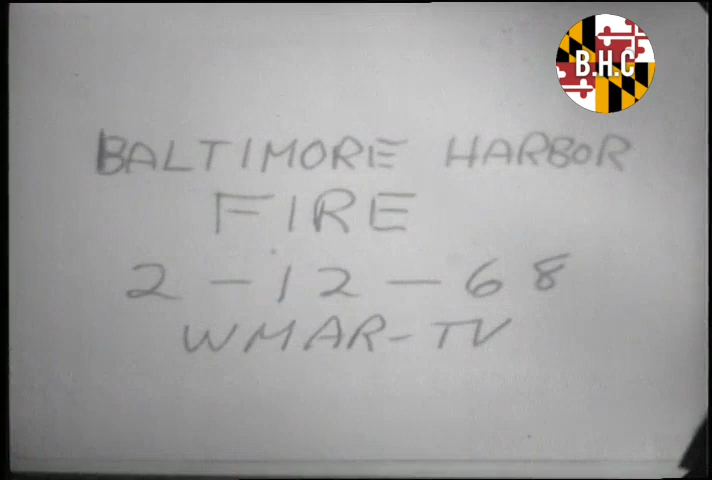 B.H.C
BALTIMORE HARBOR
FIRE
2-12-68
WMAR-TV